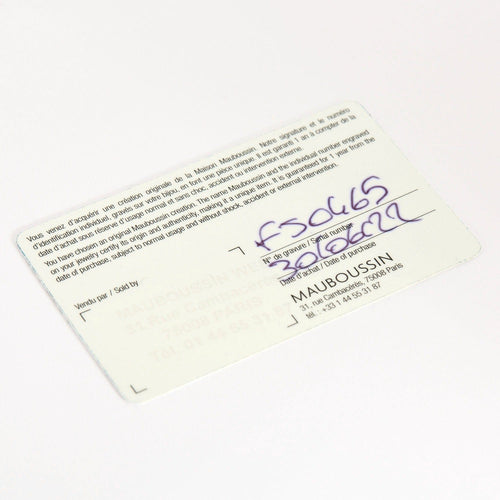 Vous venez d'acquérir une création originale de la Maison Mauboussin. Notre signature et le numéro
d'identification individuel, gravés sur votre bijou, en font une pièce unique. Il est garanti 1 an à compter de la
date d'achat sous réserve d'usage normal et sans choc, accident ou intervention externe.
You have chosen an original Mauboussin creation. The name Mauboussin and the individual number engraved
on your jewelry certify its origin and authenticity, making it a unique item. It is guaranteed for 1 year from the
date of purchase, subject to normal usage and without shock, accident or external intervention.
FS0465
N° de gravure / Serial number
30/06/22
Date d'achat / Date of purchase
Vendu par / Sold by
MAUBOUSSIN
31, rue Cambacérès, 75008 Paris
tél. : +33 1 44 55 31 87